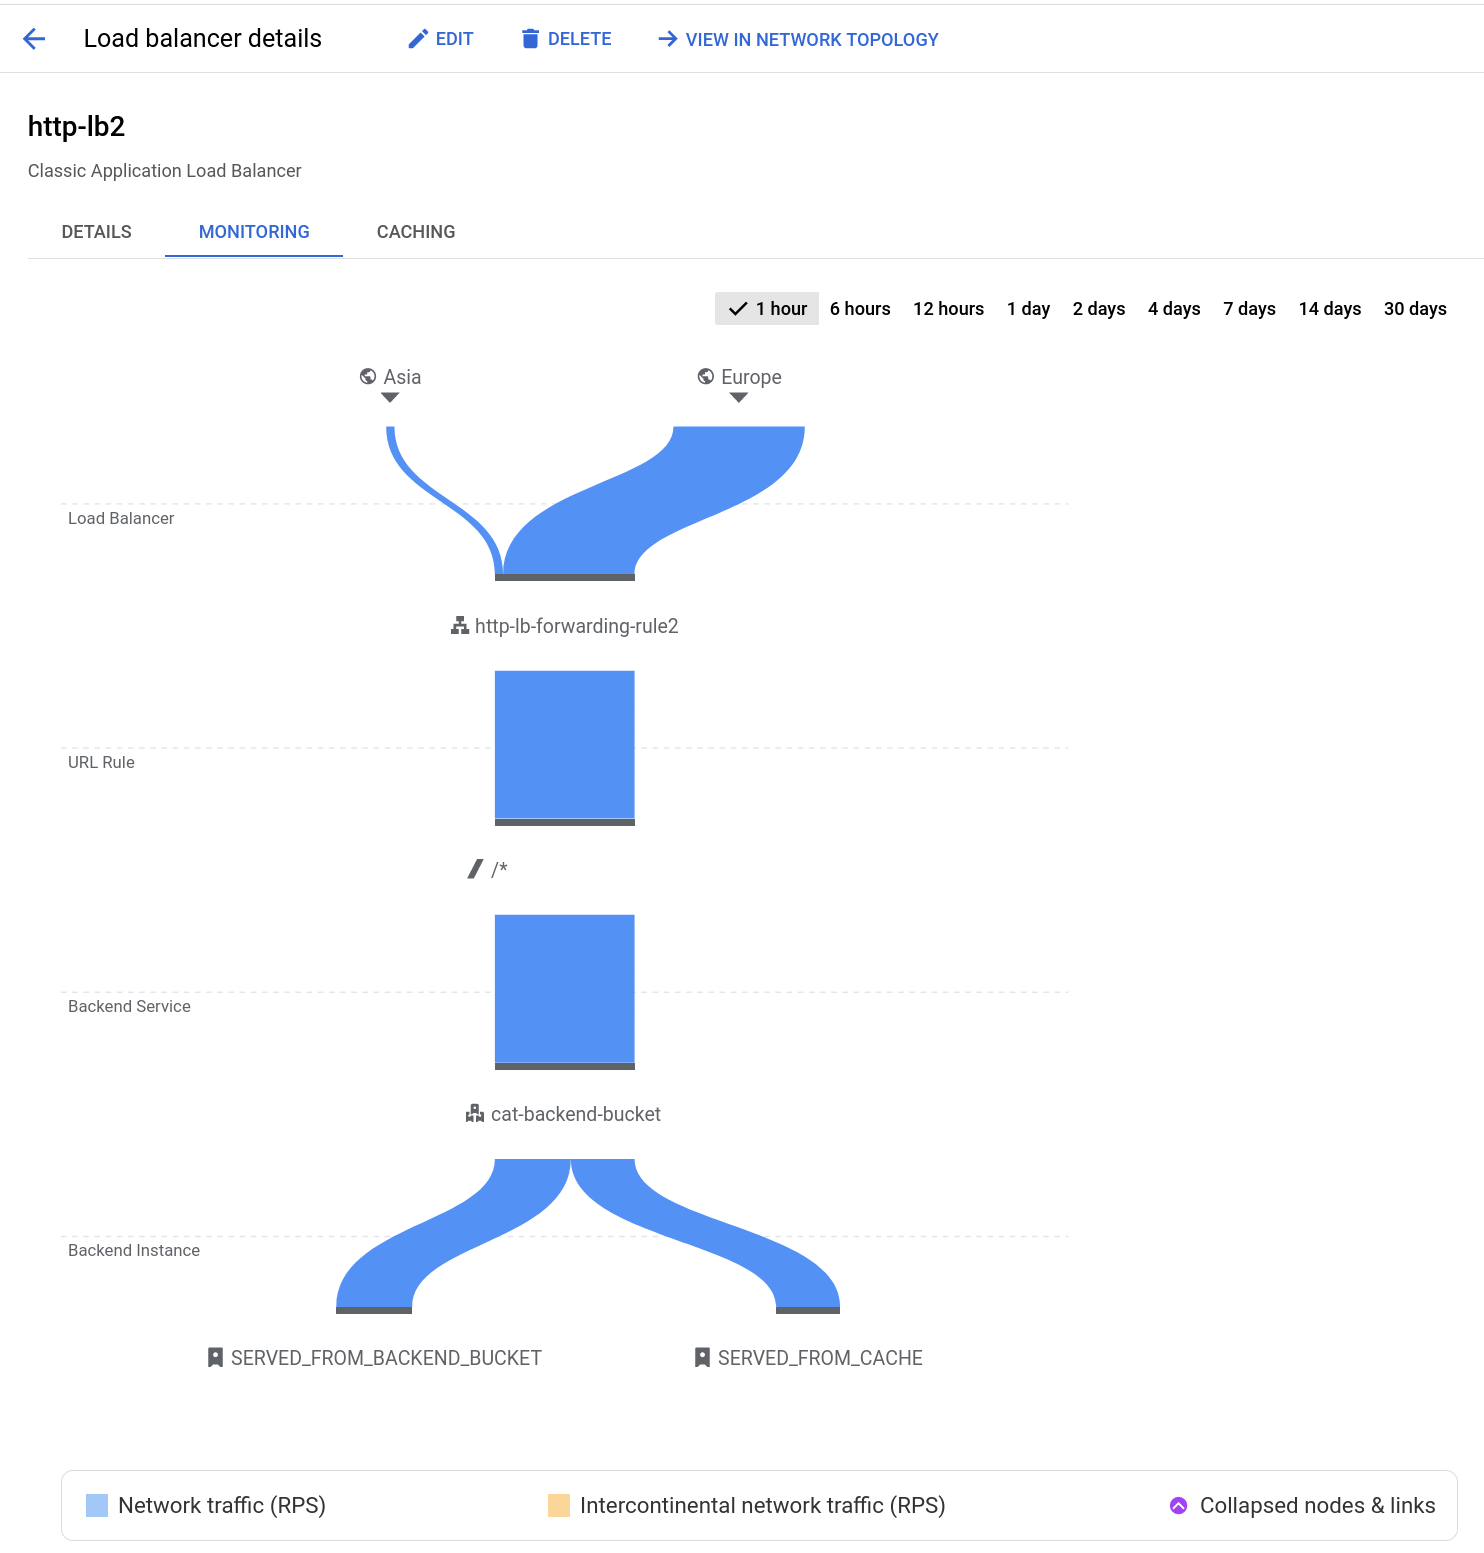 Load balancer details EDIT DELETE VIEW IN NETWORK TOPOLOGY
http-lb2
Classic Application Load Balancer
DETAILS MONITORING CACHING
1 hour 6 hours 12 hours 1 day 2 days 4 days 7 days 14 days 30 days
Asia Europe
Load Balancer
http-lb-forwarding-rule2
URL Rule
/*
Backend Service
cat-backend-bucket
Backend Instance
SERVED_FROM_BACKEND_BUCKET SERVED_FROM_CACHE
Network traffic (RPS) Intercontinental network traffic (RPS) Collapsed nodes & links